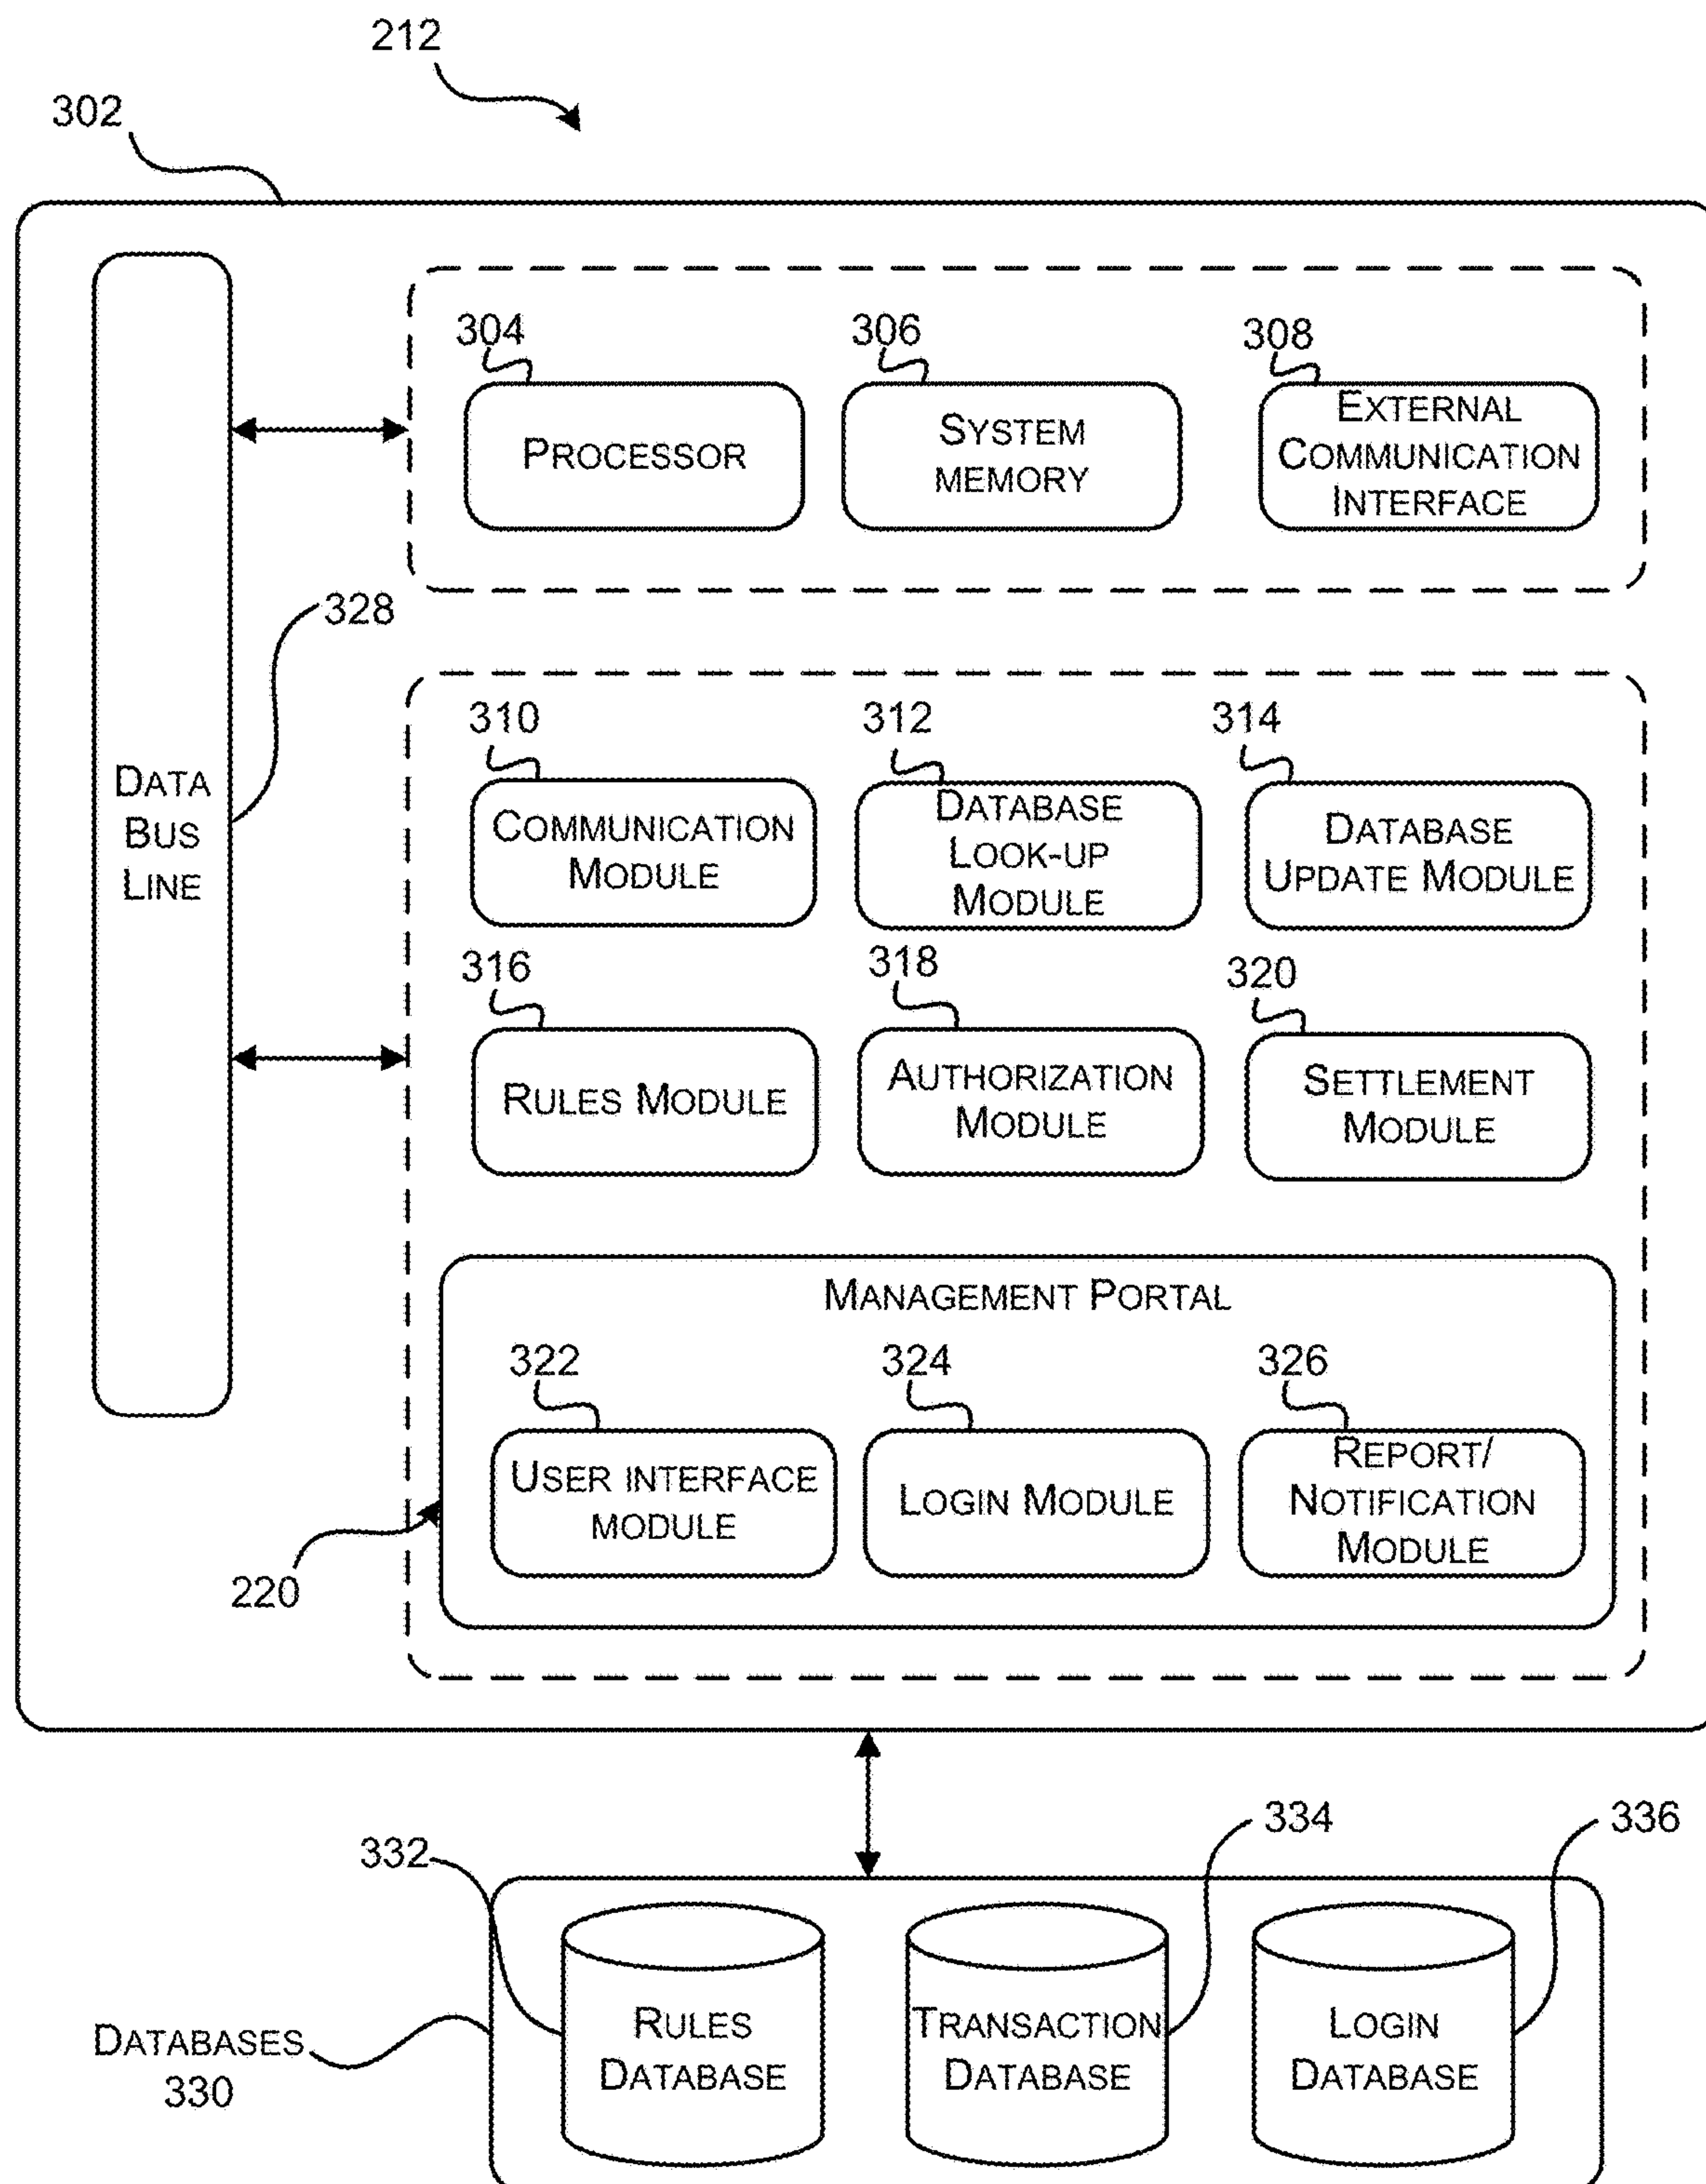 212
302
304
306
308
PROCESSOR
SYSTEM
MEMORY
EXTERNAL
COMMUNICATION
INTERFACE
328
DATA
BUS
LINE
310
312
314
COMMUNICATION
MODULE
DATABASE
LOOK-UP
MODULE
DATABASE
UPDATE MODULE
316
318
320
RULES MODULE
AUTHORIZATION
MODULE
SETTLEMENT
MODULE
MANAGEMENT PORTAL
322
324
326
USER INTERFACE
MODULE
LOGIN MODULE
REPORT/
NOTIFICATION
MODULE
220
332
334
336
DATABASES
330
RULES
DATABASE
TRANSACTION
DATABASE
LOGIN
DATABASE